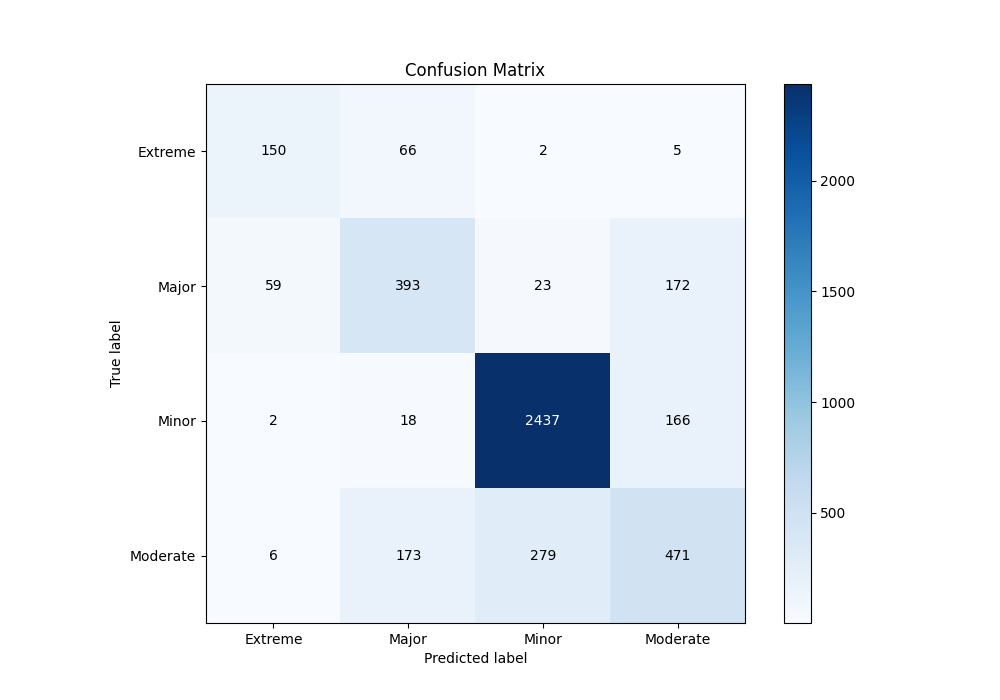 Confusion Matrix
Extreme 150 66 2 5
Major 59 393 23 172
Minor 2 18 2437 166
Moderate 6 173 279 471
Extreme Major Minor Moderate
Predicted label
True label
2000
1500
1000
500